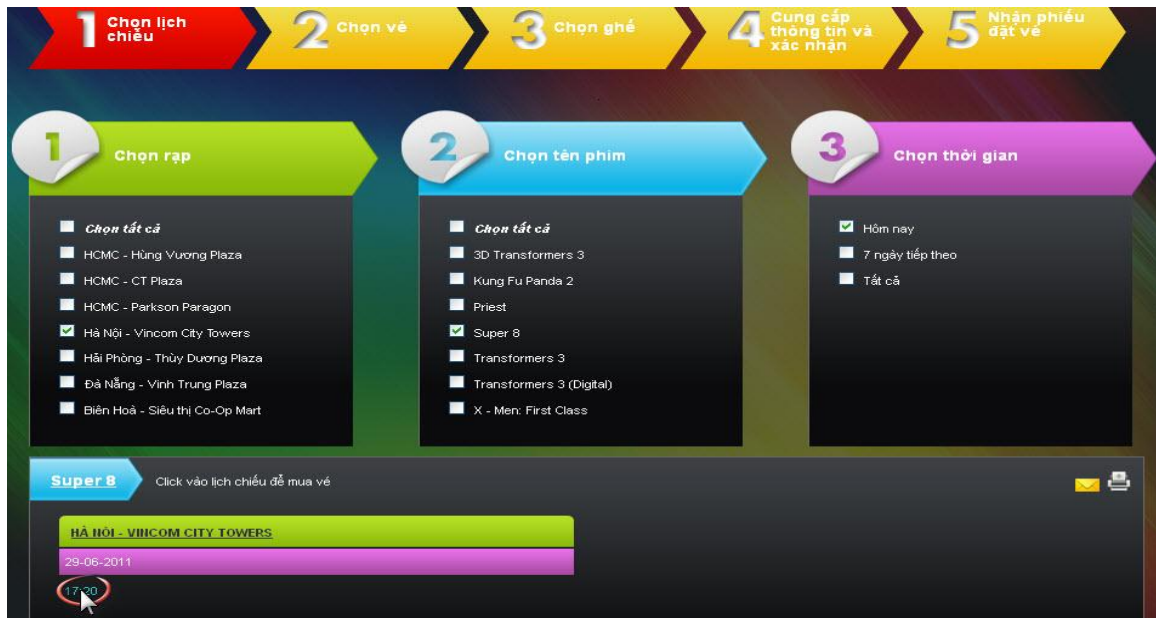 1 Chọn lịch
chiếu
2 Chọn vé
3 Chọn ghế
4 Cung cấp
thông tin và
xác nhận
5 Nhận phiếu
đặt vé
1 Chọn rạp
Chọn tất cả
HCMC - Hùng Vương Plaza
HCMC - CT Plaza
HCMC - Parkson Paragon
Hà Nội - Vincom City Towers
Hải Phòng - Thùy Dương Plaza
Đà Nẵng - Vinh Trung Plaza
Biên Hoà - Siêu thị Co-Op Mart
2 Chọn tên phim
Chọn tất cả
3D Transformers 3
Kung Fu Panda 2
Priest
Super 8
Transformers 3
Transformers 3 (Digital)
X - Men: First Class
3 Chọn thời gian
Hôm nay
7 ngày tiếp theo
Tất cả
Super 8
Click vào lịch chiếu để mua vé
HÀ NỘI - VINCOM CITY TOWERS
29-06-2011
17:20